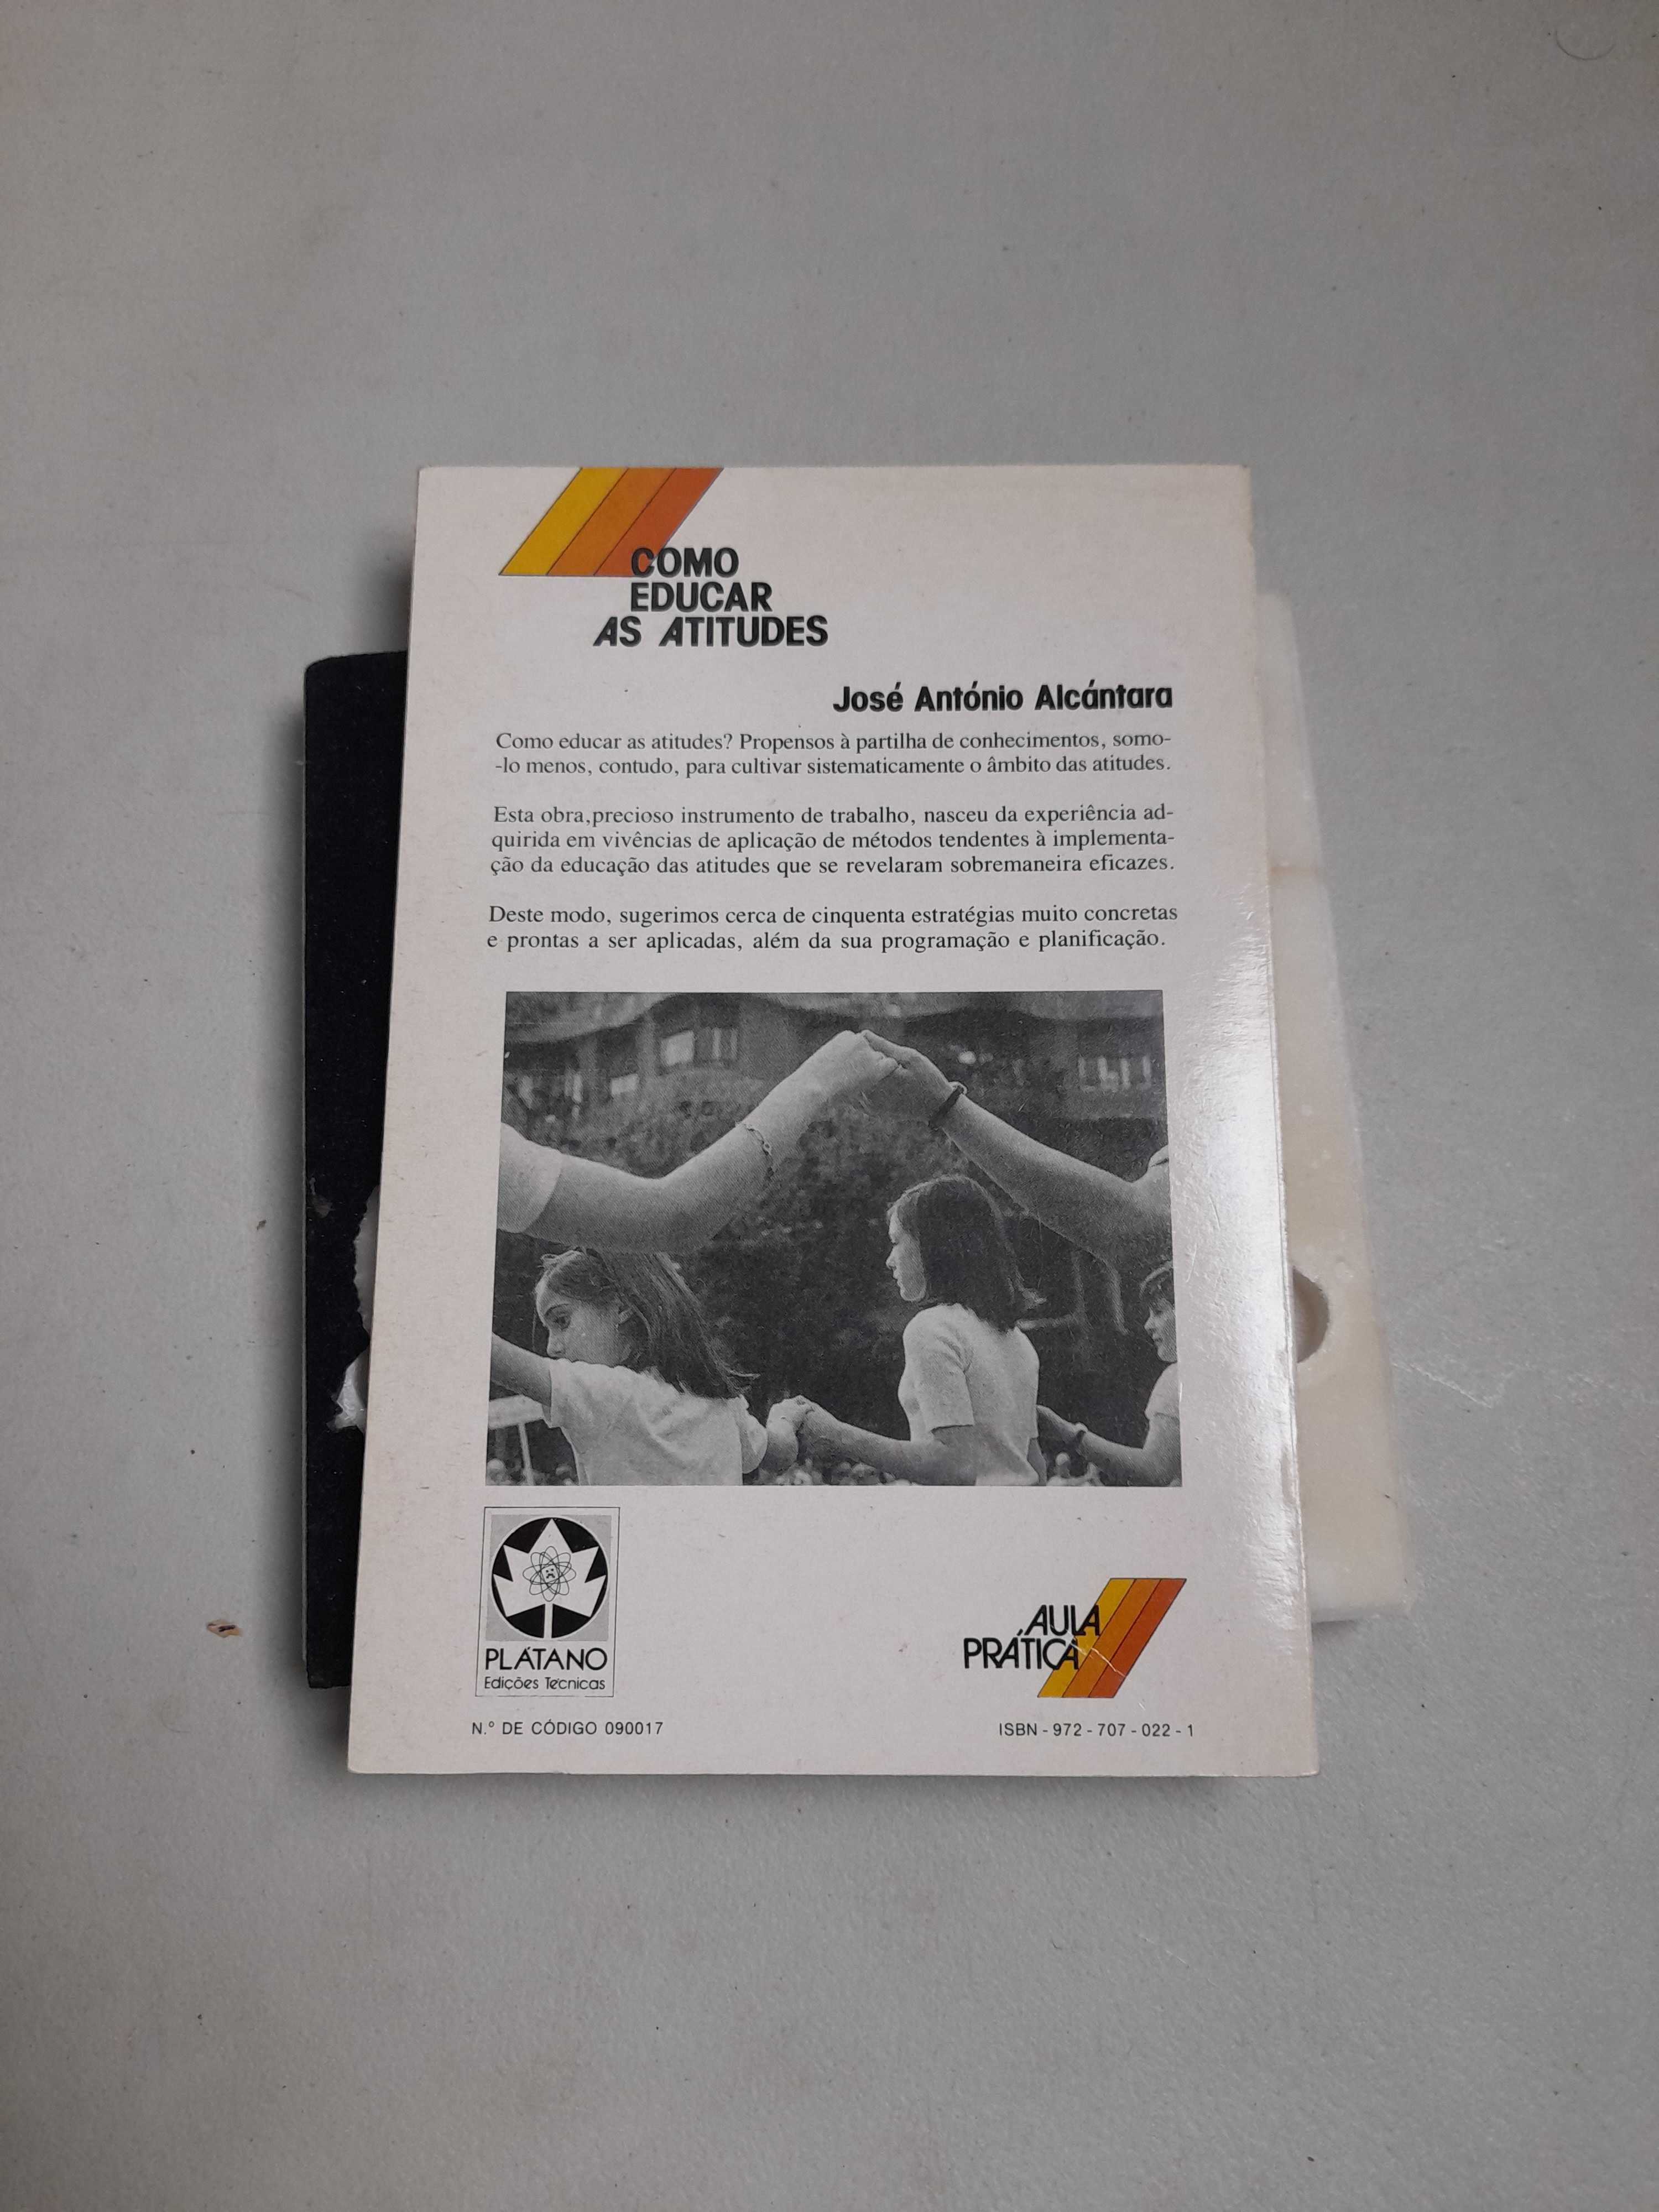 COMO
EDUCAR
AS ATITUDES
José António Alcántara
Como educar as atitudes? Propensos à partilha de conhecimentos, somo-
-lo menos, contudo, para cultivar sistematicamente o âmbito das atitudes.
Esta obra,precioso instrumento de trabalho, nasceu da experiência ad-
quirida em vivências de aplicação de métodos tendentes à implementa-
ção da educação das atitudes que se revelaram sobremaneira eficazes.
Deste modo, sugerimos cerca de cinquenta estratégias muito concretas
e prontas a ser aplicadas, além da sua programação e planificação.
PLÁTANO
Edições Técnicas
AULA
PRÁTICA
N.º DE CÓDIGO 090017
ISBN - 972 - 707 - 022 - 1